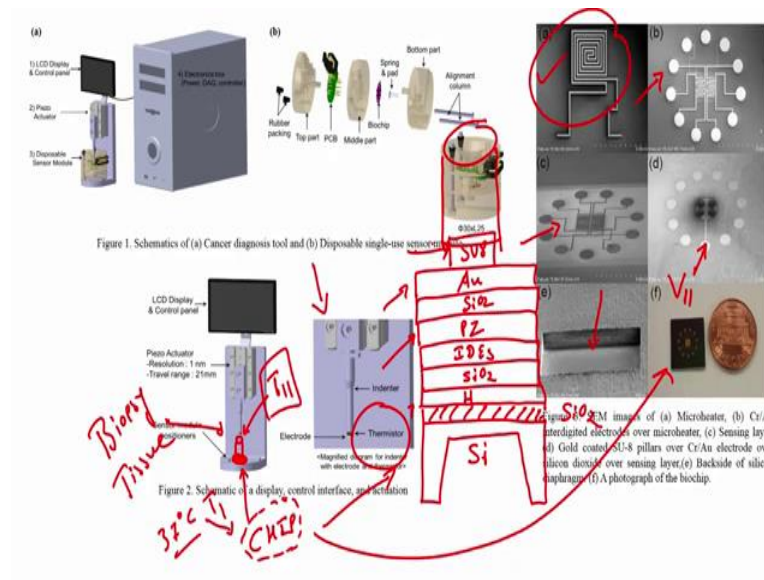 (a)
1) LCD Display
& Control panel
2) Piezo
Actuator
3) Disposable
Sensor Module
4) Electronics box
(Power, DAQ, controller)
(b)
Rubber
packing
Top part
PCB
Middle part
Biochip
Spring
& pad
Bottom part
Alignment
column
Φ30xL25
Figure 1. Schematics of (a) Cancer diagnosis tool and (b) Disposable single-use sensor
LCD Display
& Control panel
Piezo Actuator
-Resolution : 1 nm
-Travel range : 21mm
Sensor module
positioners
Indenter
Electrode
Thermistor
<Magnified diagram for indenter
with electrode and
Figure 2. Schematic of a display, control interface, and actuation
Biopsy
Tissue
T11
37°C T1
CHIP
SU8
Au
SiO2
PZ
IDEs
SiO2
H
SiO2
Si
(a)
(b)
(c)
(d)
(e)
(f)
V11
SEM images of (a) Microheater, (b) Cr/A
interdigited electrodes over microheater, (c) Sensing lay
d) Gold coated SU-8 pillars over Cr/Au electrode ov
silicon dioxide over sensing layer,(e) Backside of silic
diaphragm, (f) A photograph of the biochip.